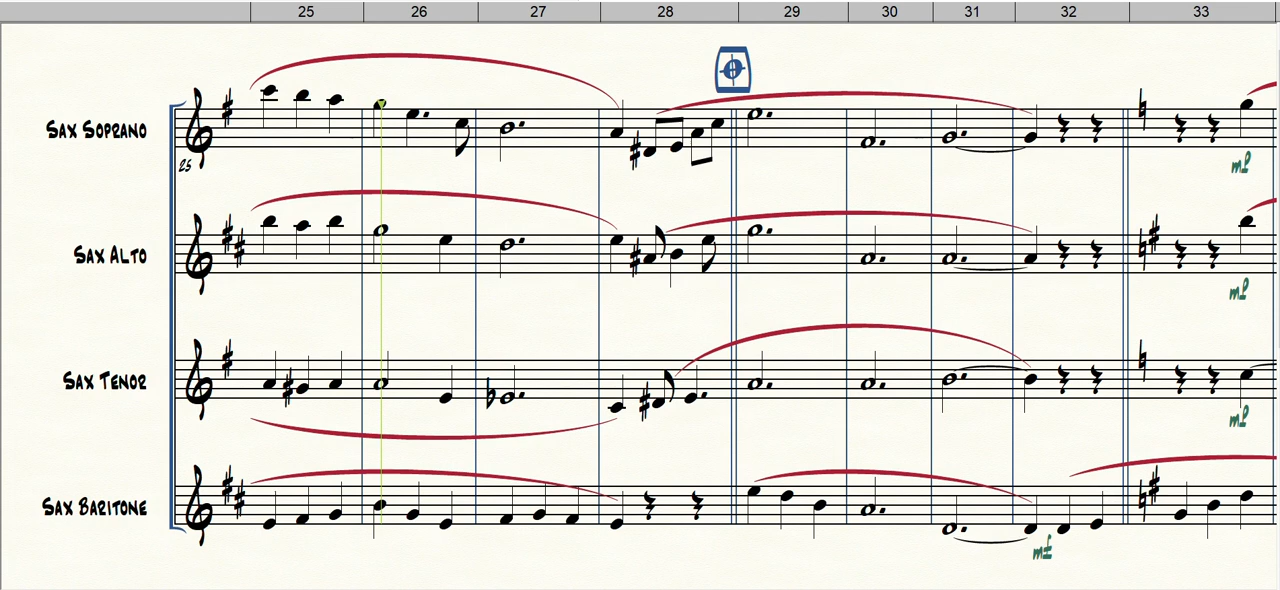 25 26 27 28 29 30 31 32 33
Sax Soprano
25
mf
Sax Alto
mf
Sax Tenor
mf
Sax Baritone
mf